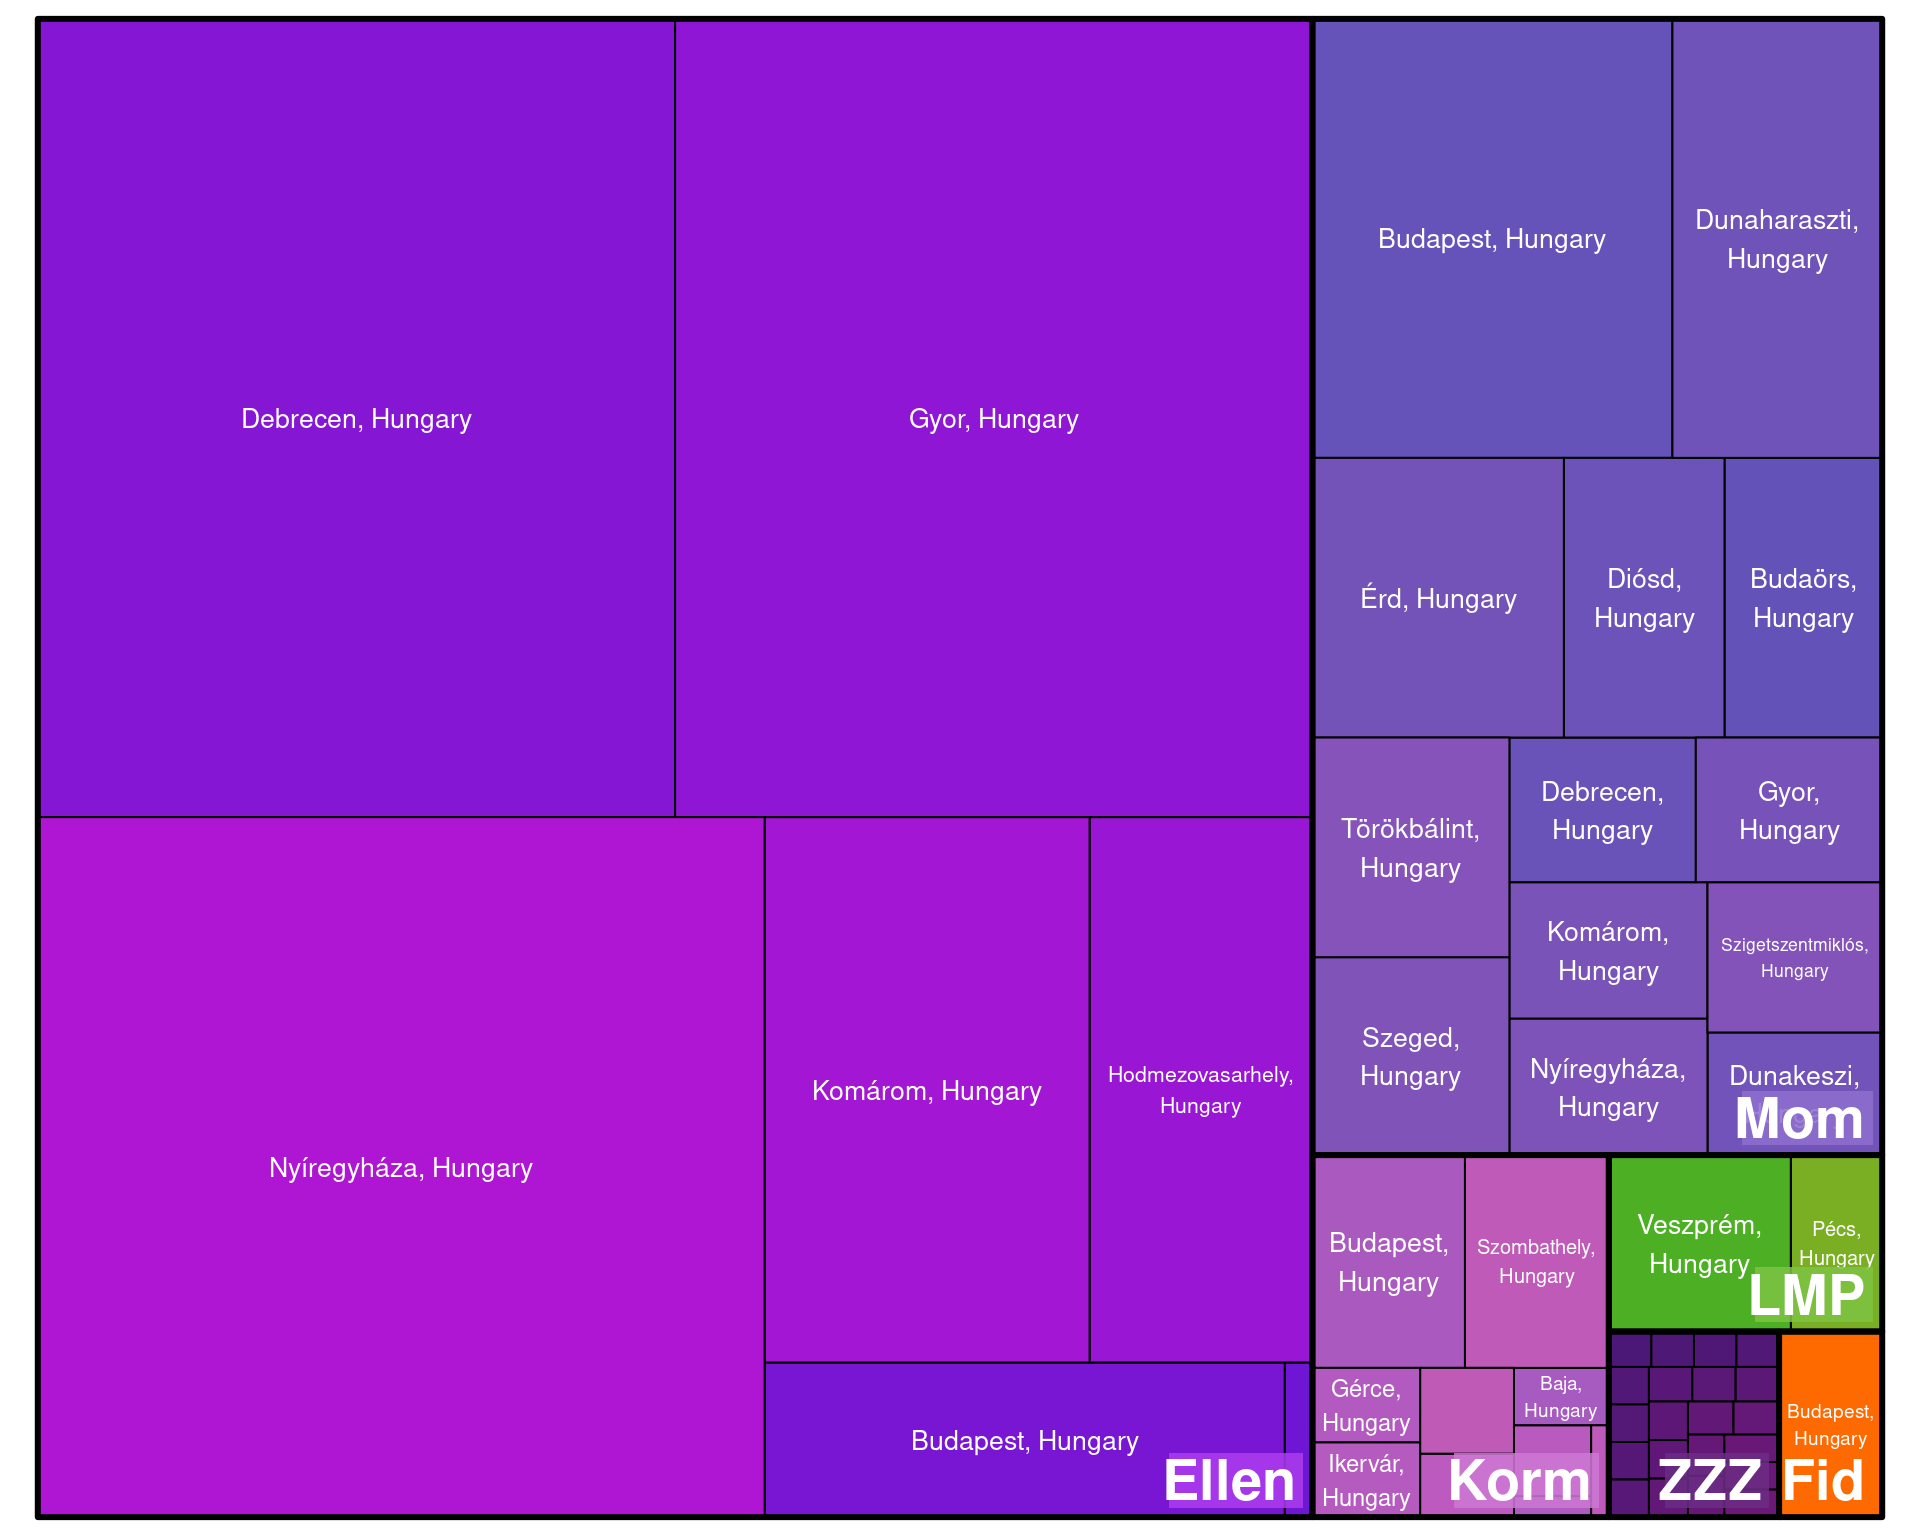 Debrecen, Hungary
Gyor, Hungary
Nyíregyháza, Hungary
Komárom, Hungary
Hodmezovasarhely,
Hungary
Budapest, Hungary
Ellen
Budapest, Hungary
Dunaharaszti,
Hungary
Érd, Hungary
Diósd,
Hungary
Budaörs,
Hungary
Törökbálint,
Hungary
Debrecen,
Hungary
Gyor,
Hungary
Komárom,
Hungary
Szigetszentmiklós,
Hungary
Szeged,
Hungary
Nyíregyháza,
Hungary
Dunakeszi,
Mom
Budapest,
Hungary
Szombathely,
Hungary
Gérce,
Hungary
Baja,
Hungary
Ikervár,
Hungary
Korm
Veszprém,
Hungary
Pécs,
Hungary
LMP
ZZZ
Budapest,
Hungary
Fid